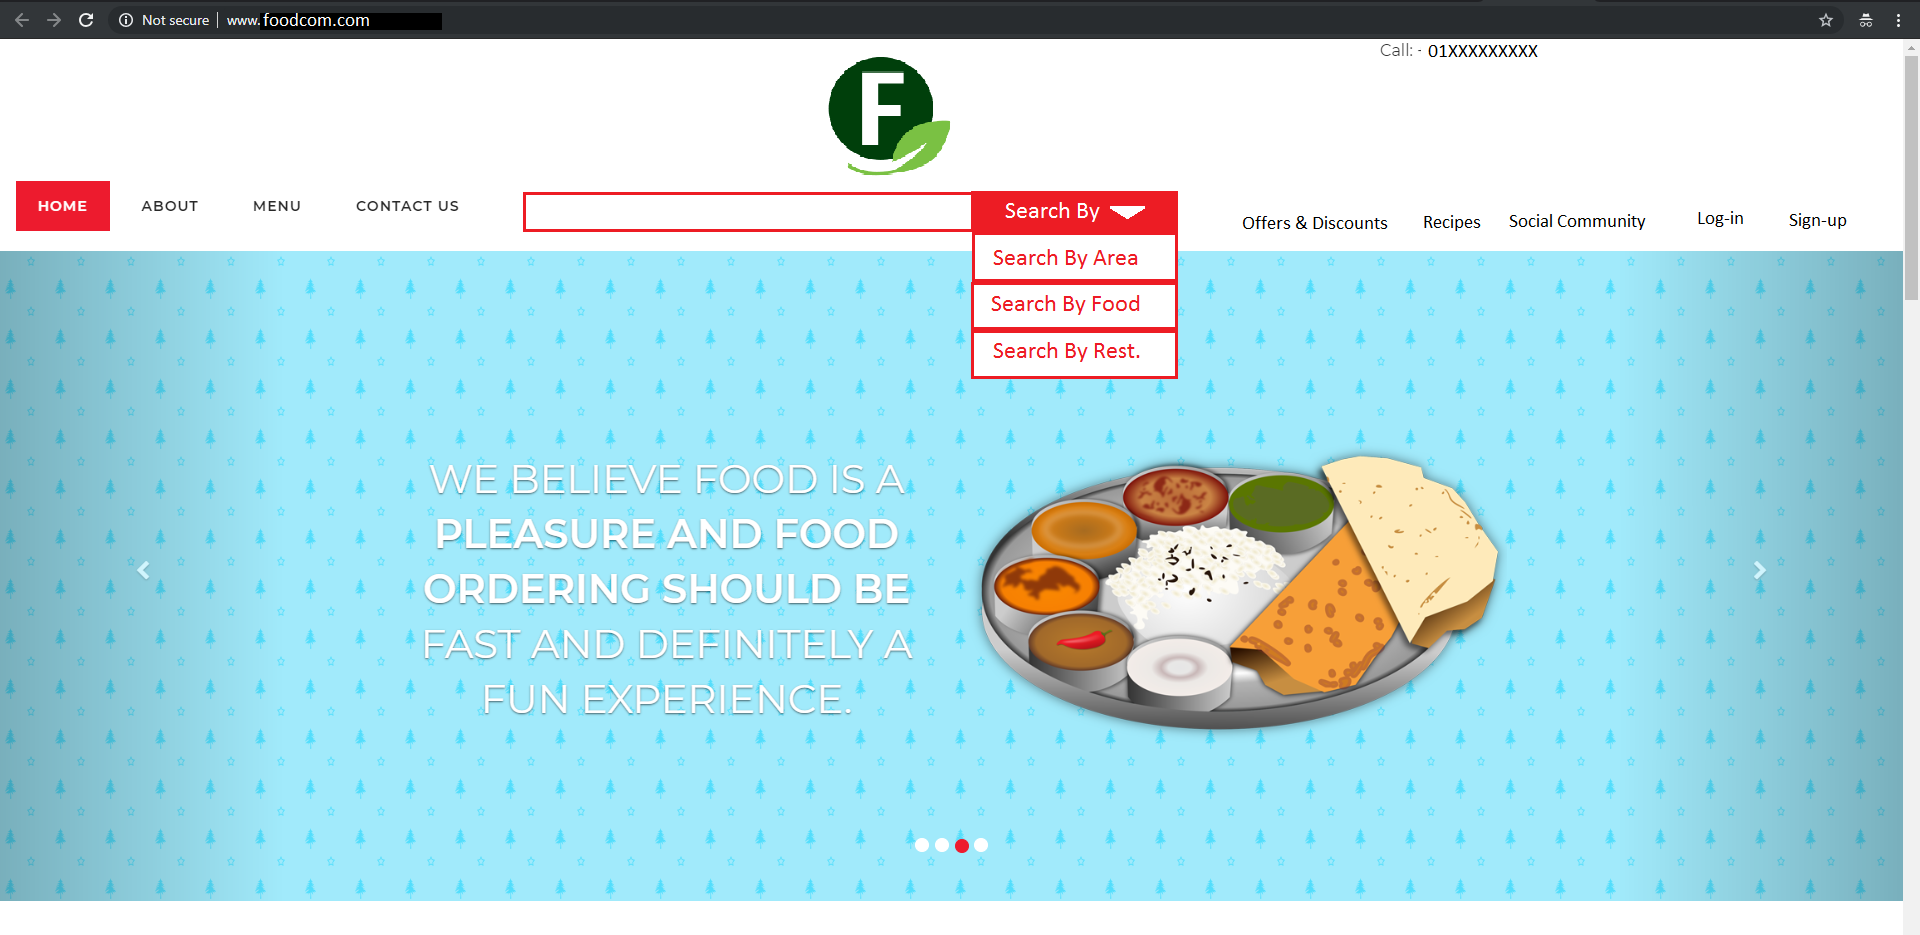 Not secure | www.foodcom.com
Call: - 01XXXXXXXXX
F
HOME ABOUT MENU CONTACT US Search By Offers & Discounts Recipes Social Community Log-in Sign-up
Search By Area
Search By Food
Search By Rest.
WE BELIEVE FOOD IS A
PLEASURE AND FOOD
ORDERING SHOULD BE
FAST AND DEFINITELY A
FUN EXPERIENCE.